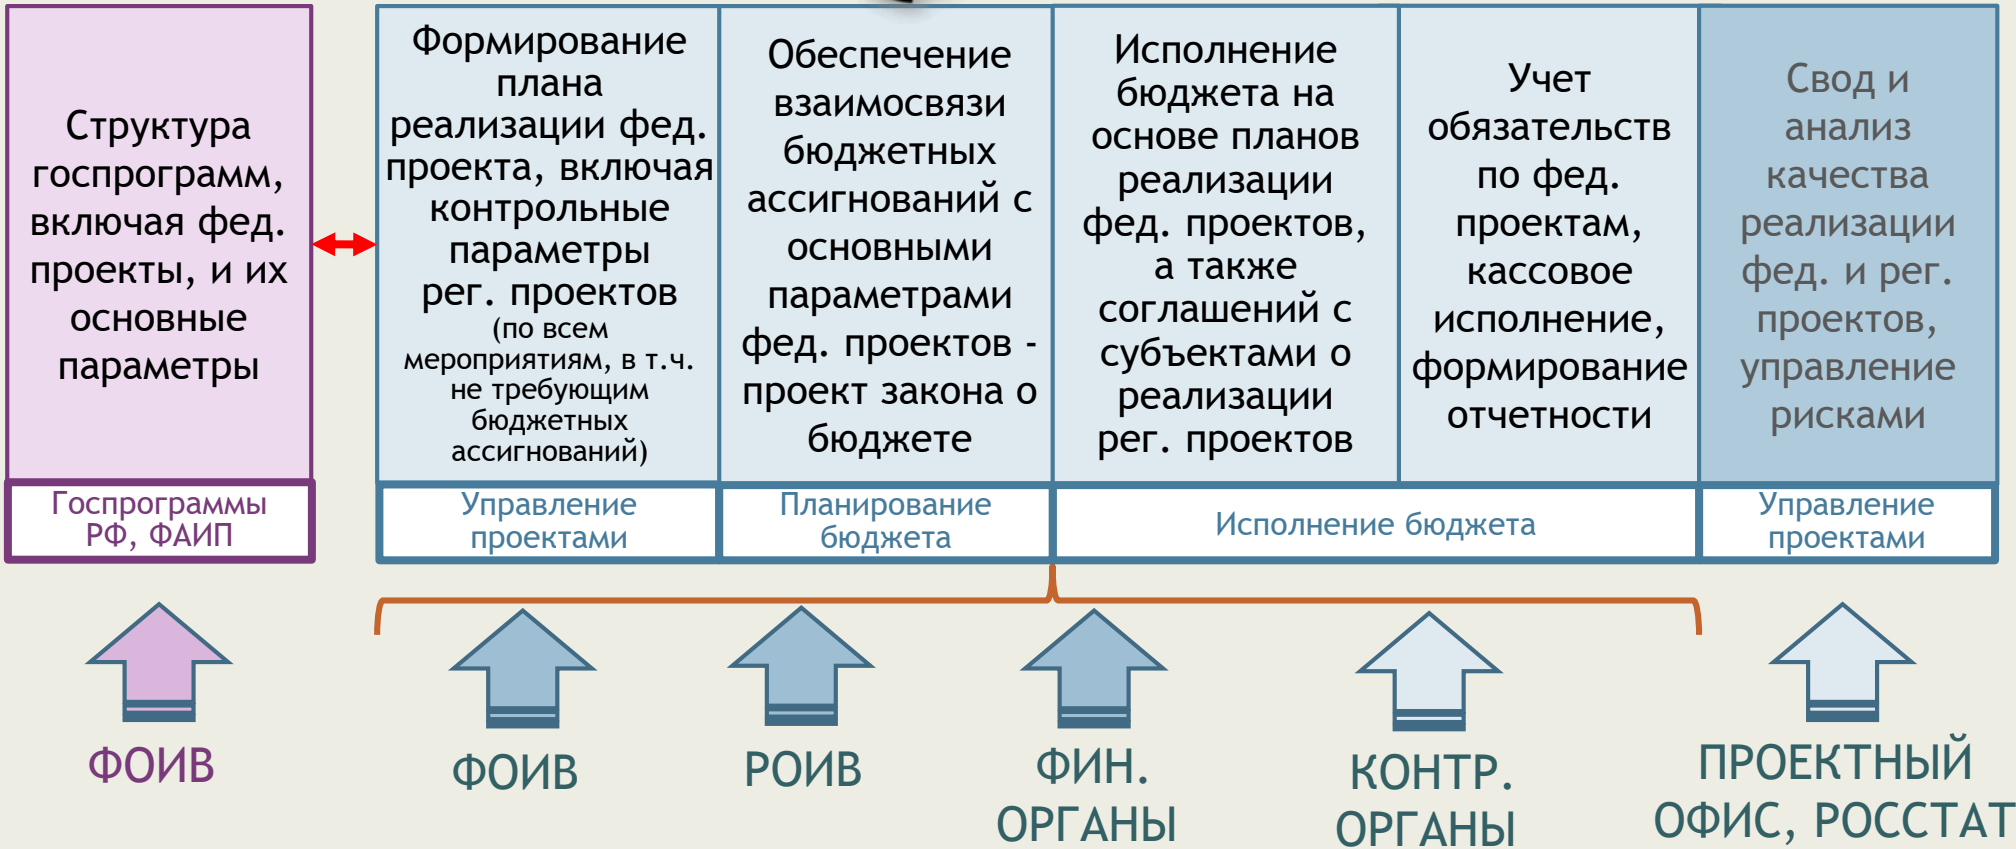 Структура
госпрограмм,
включая фед.
проекты, и их
основные
параметры
Госпрограммы
РФ, ФАИП
Формирование
плана
реализации фед.
проекта, включая
контрольные
параметры
рег. проектов
(по всем
мероприятиям, в т.ч.
не требующим
бюджетных
ассигнований)
Управление
проектами
Обеспечение
взаимосвязи
бюджетных
ассигнований с
основными
параметрами
фед. проектов -
проект закона о
бюджете
Планирование
бюджета
Исполнение
бюджета на
основе планов
реализации
фед. проектов,
а также
соглашений с
субъектами о
реализации
рег. проектов
Учет
обязательств
по фед.
проектам,
кассовое
исполнение,
формирование
отчетности
Исполнение бюджета
Свод и
анализ
качества
реализации
фед. и рег.
проектов,
управление
рисками
Управление
проектами
ФОИВ
ФОИВ
РОИВ
ФИН.
ОРГАНЫ
КОНТР.
ОРГАНЫ
ПРОЕКТНЫЙ
ОФИС, РОССТАТ